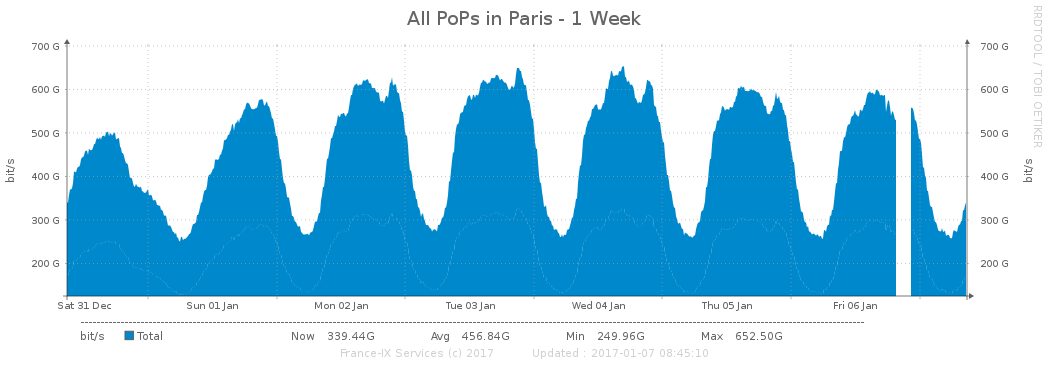 All PoPs in Paris - 1 Week
RRDTOOL / TOBI OETIKER
700 G 700 G
600 G 600 G
500 G 500 G
400 G 400 G
300 G 300 G
200 G 200 G
bit/s bit/s
Sat 31 Dec Sun 01 Jan Mon 02 Jan Tue 03 Jan Wed 04 Jan Thu 05 Jan Fri 06 Jan
bit/s Total Now 339.44G Avg 456.84G Min 249.96G Max 652.50G
France-IX Services (c) 2017 Updated : 2017-01-07 08:45:10